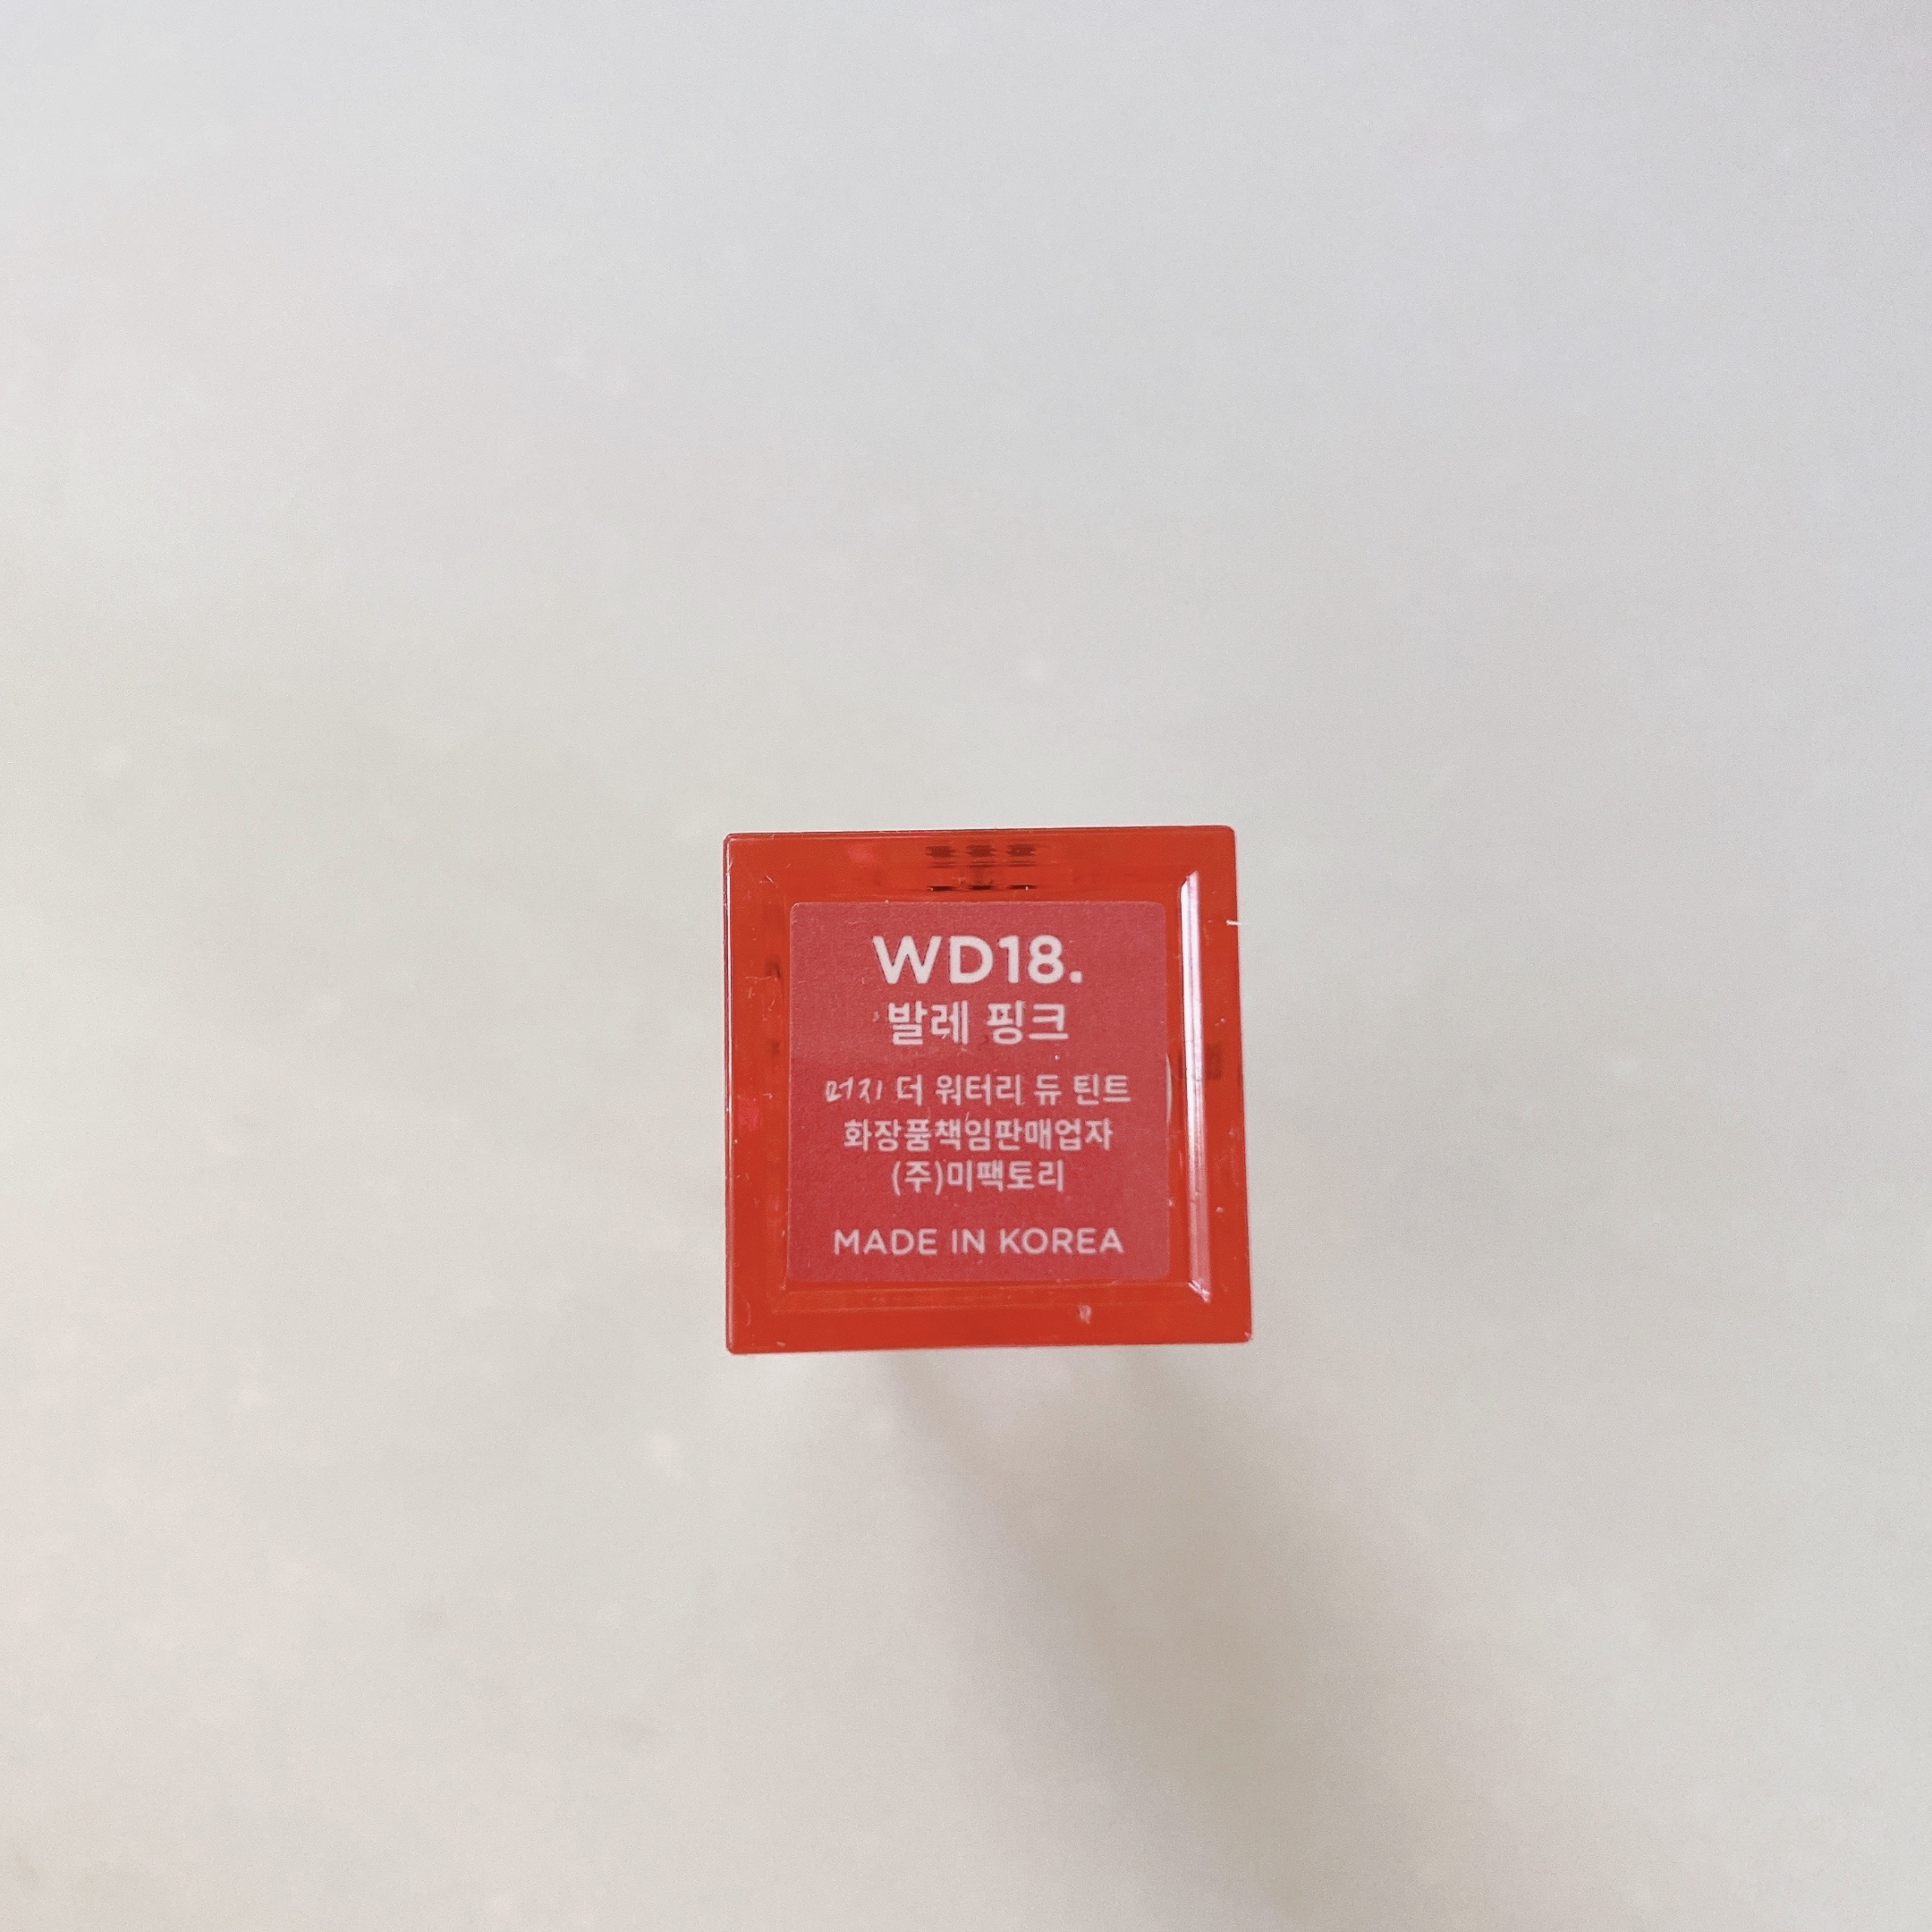 WD18.
발레 핑크
머지 더 워터리 듀 틴트
화장품책임판매업자
(주)미팩토리
MADE IN KOREA